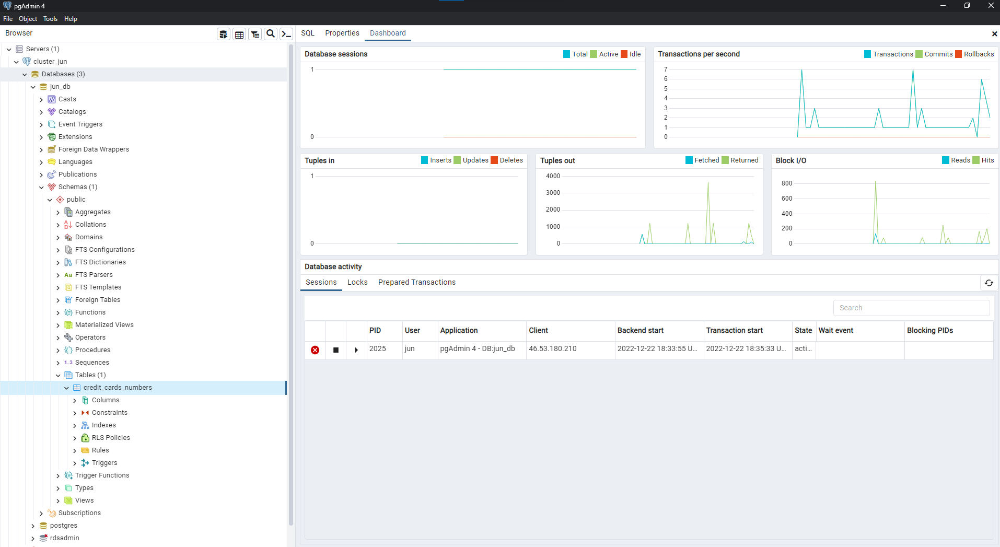 pgAdmin 4
File Object Tools Help
Browser
Servers (1)
cluster_jun
Databases (3)
jun_db
Casts
Catalogs
Event Triggers
Extensions
Foreign Data Wrappers
Languages
Publications
Schemas (1)
public
Aggregates
Collations
Domains
FTS Configurations
FTS Dictionaries
Aa FTS Parsers
FTS Templates
Foreign Tables
Functions
Materialized Views
Operators
Procedures
1..3 Sequences
Tables (1)
credit_cards_numbers
Columns
Constraints
Indexes
RLS Policies
Rules
Triggers
Trigger Functions
Types
Views
Subscriptions
postgres
rdsadmin
SQL Properties Dashboard
Database sessions
Total Active Idle
1
0
Transactions per second
Transactions Commits Rollbacks
7
6
5
4
3
2
1
0
Tuples in
Inserts Updates Deletes
1
0
Tuples out
Fetched Returned
4000
3000
2000
1000
0
Block I/O
Reads Hits
800
600
400
200
0
Database activity
Sessions Locks Prepared Transactions
Search
PID User Application Client Backend start Transaction start State Wait event Blocking PIDs
2025 jun pgAdmin 4 - DB:jun_db 46.53.180.210 2022-12-22 18:33:55 U... 2022-12-22 18:35:33 U... acti...